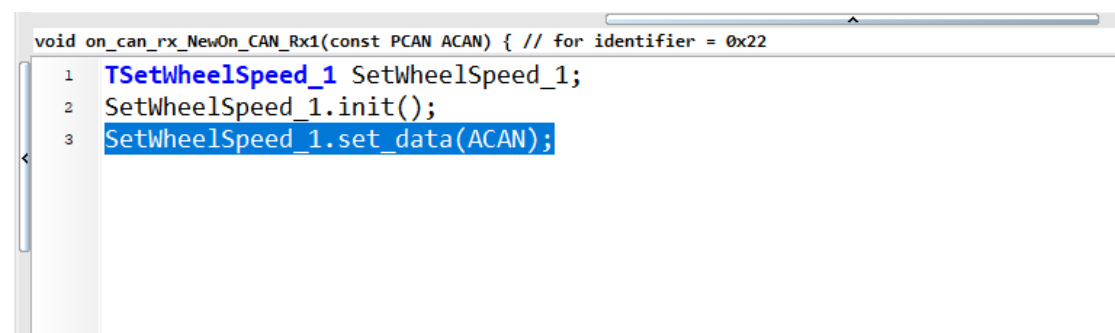 void on_can_rx_NewOn_CAN_Rx1(const PCAN ACAN) { // for identifier = 0x22
1 TSetWheelSpeed_1 SetWheelSpeed_1;
2 SetWheelSpeed_1.init();
3 SetWheelSpeed_1.set_data(ACAN);